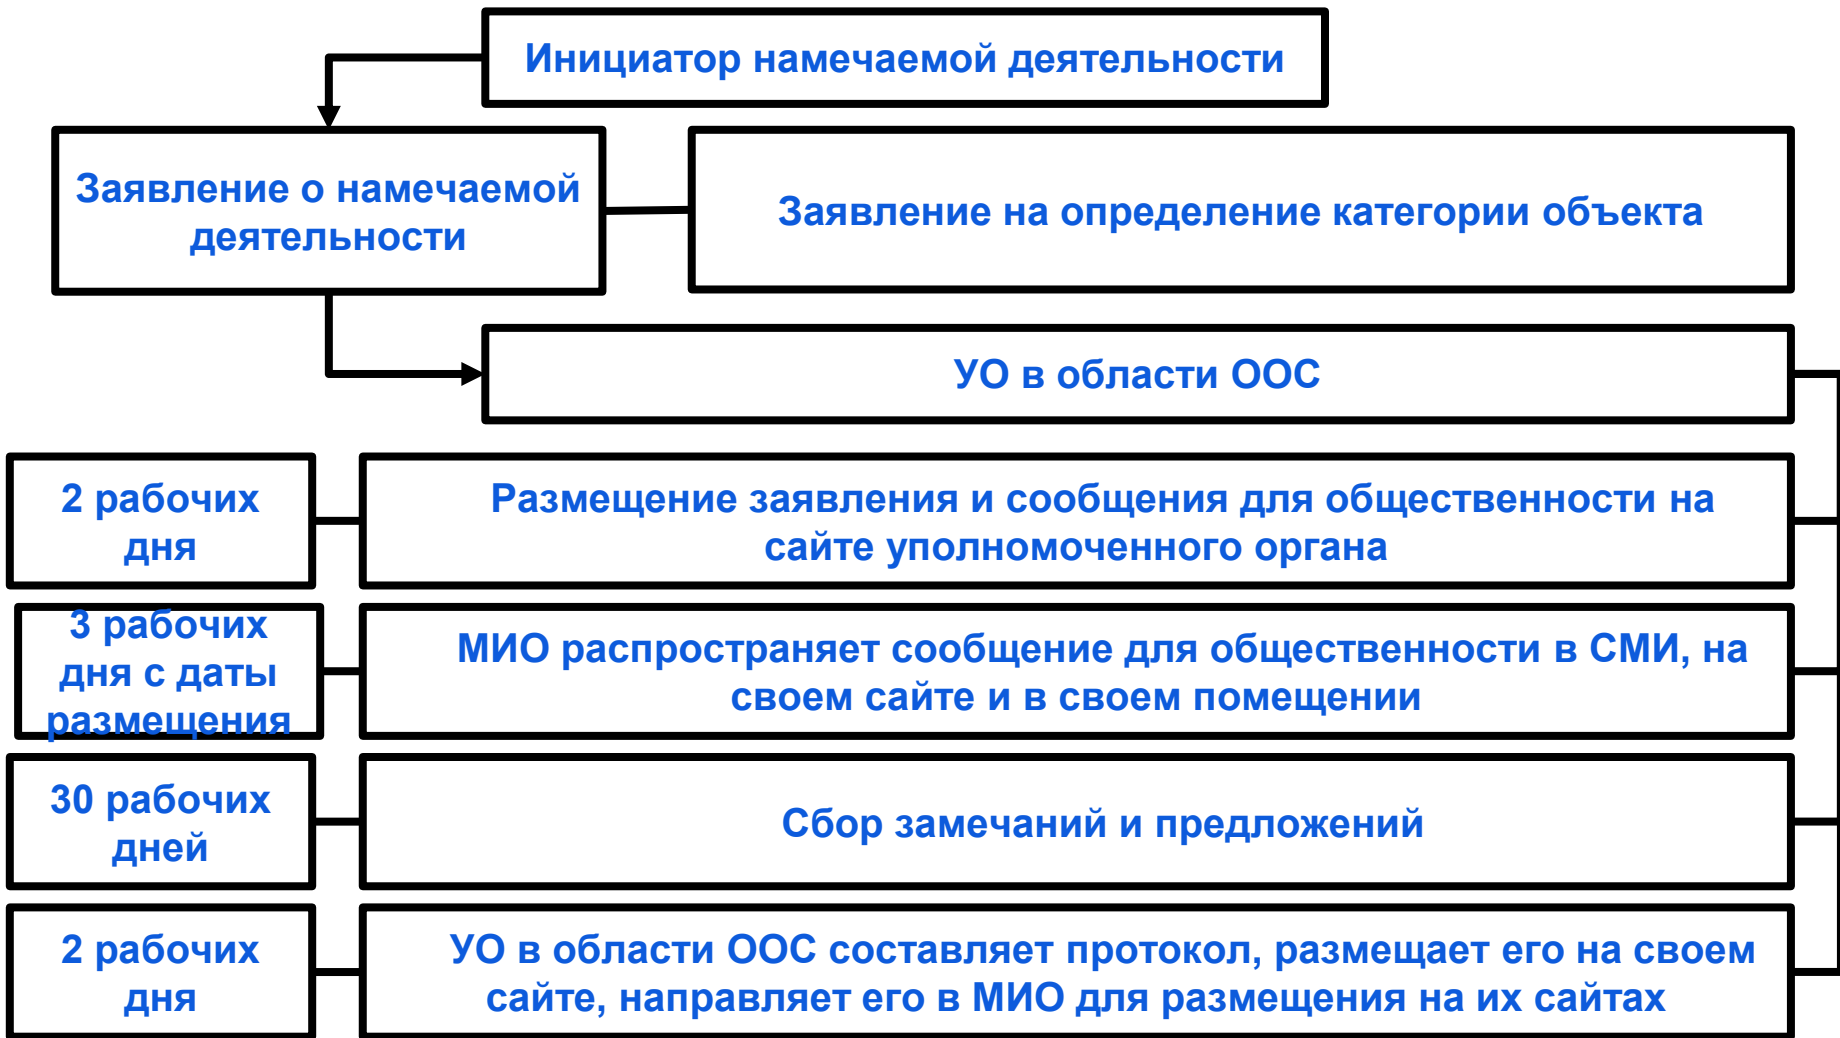 Инициатор намечаемой деятельности
Заявление о намечаемой
деятельности
Заявление на определение категории объекта
УО в области ООС
2 рабочих
дня
Размещение заявления и сообщения для общественности на
сайте уполномоченного органа
3 рабочих
дня с даты
размещения
МИО распространяет сообщение для общественности в СМИ, на
своем сайте и в своем помещении
30 рабочих
дней
Сбор замечаний и предложений
2 рабочих
дня
УО в области ООС составляет протокол, размещает его на своем
сайте, направляет его в МИО для размещения на их сайтах